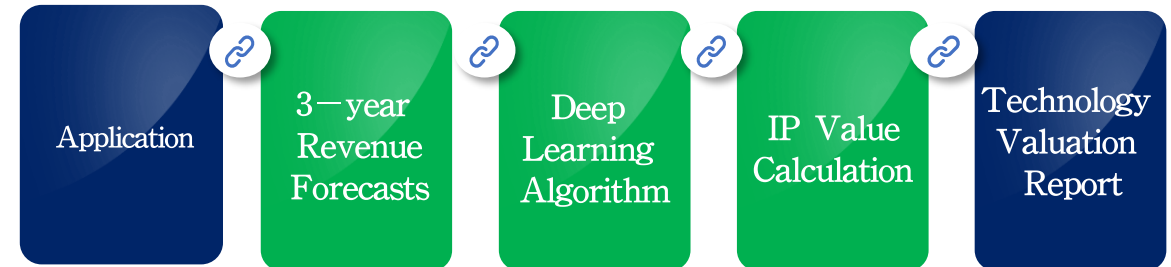 Application
3-year
Revenue
Forecasts
Deep
Learning
Algorithm
IP Value
Calculation
Technology
Valuation
Report